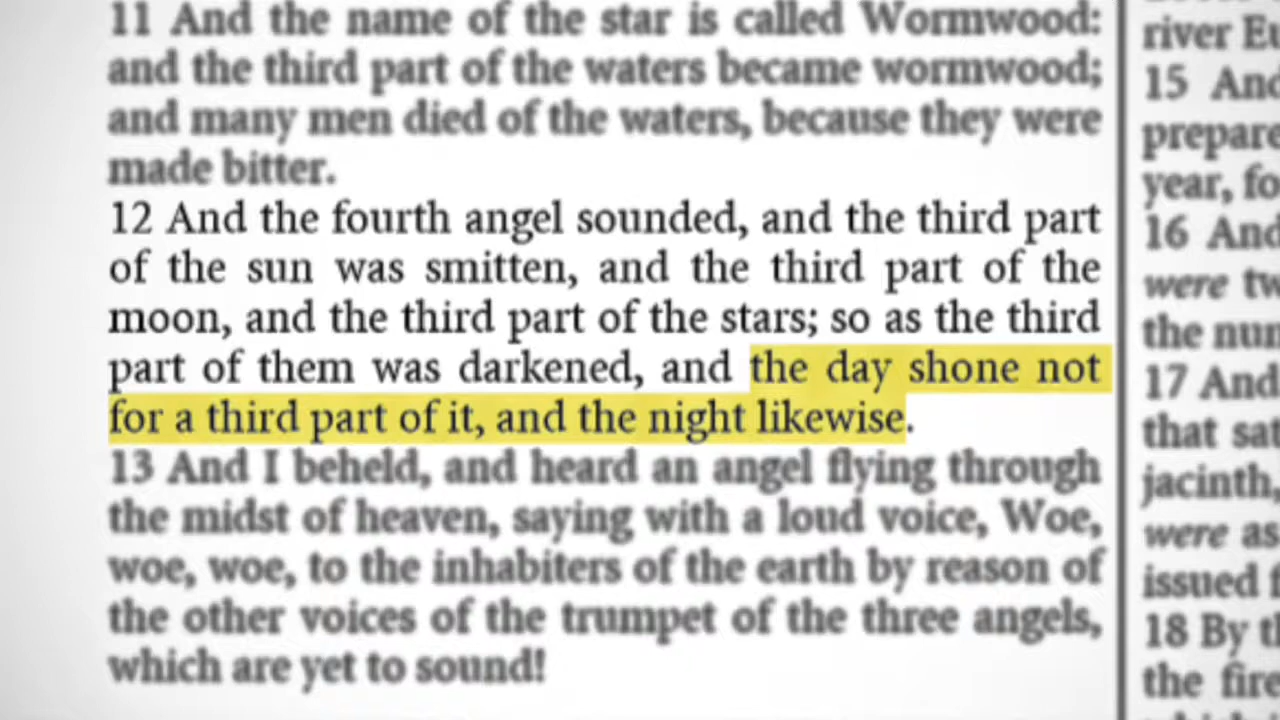 11 And the name of the star is called Wormwood:
and the third part of the waters became wormwood;
and many men died of the waters, because they were
made bitter.
12 And the fourth angel sounded, and the third part
of the sun was smitten, and the third part of the
moon, and the third part of the stars; so as the third
part of them was darkened, and the day shone not
for a third part of it, and the night likewise.
13 And I beheld, and heard an angel flying through
the midst of heaven, saying with a loud voice, Woe,
woe, woe, to the inhabiters of the earth by reason of
the other voices of the trumpet of the three angels,
which are yet to sound!
river
15 And
year,
16 And
were
the
17 And
that
jacinth,
were as
issued
18 By
the fire